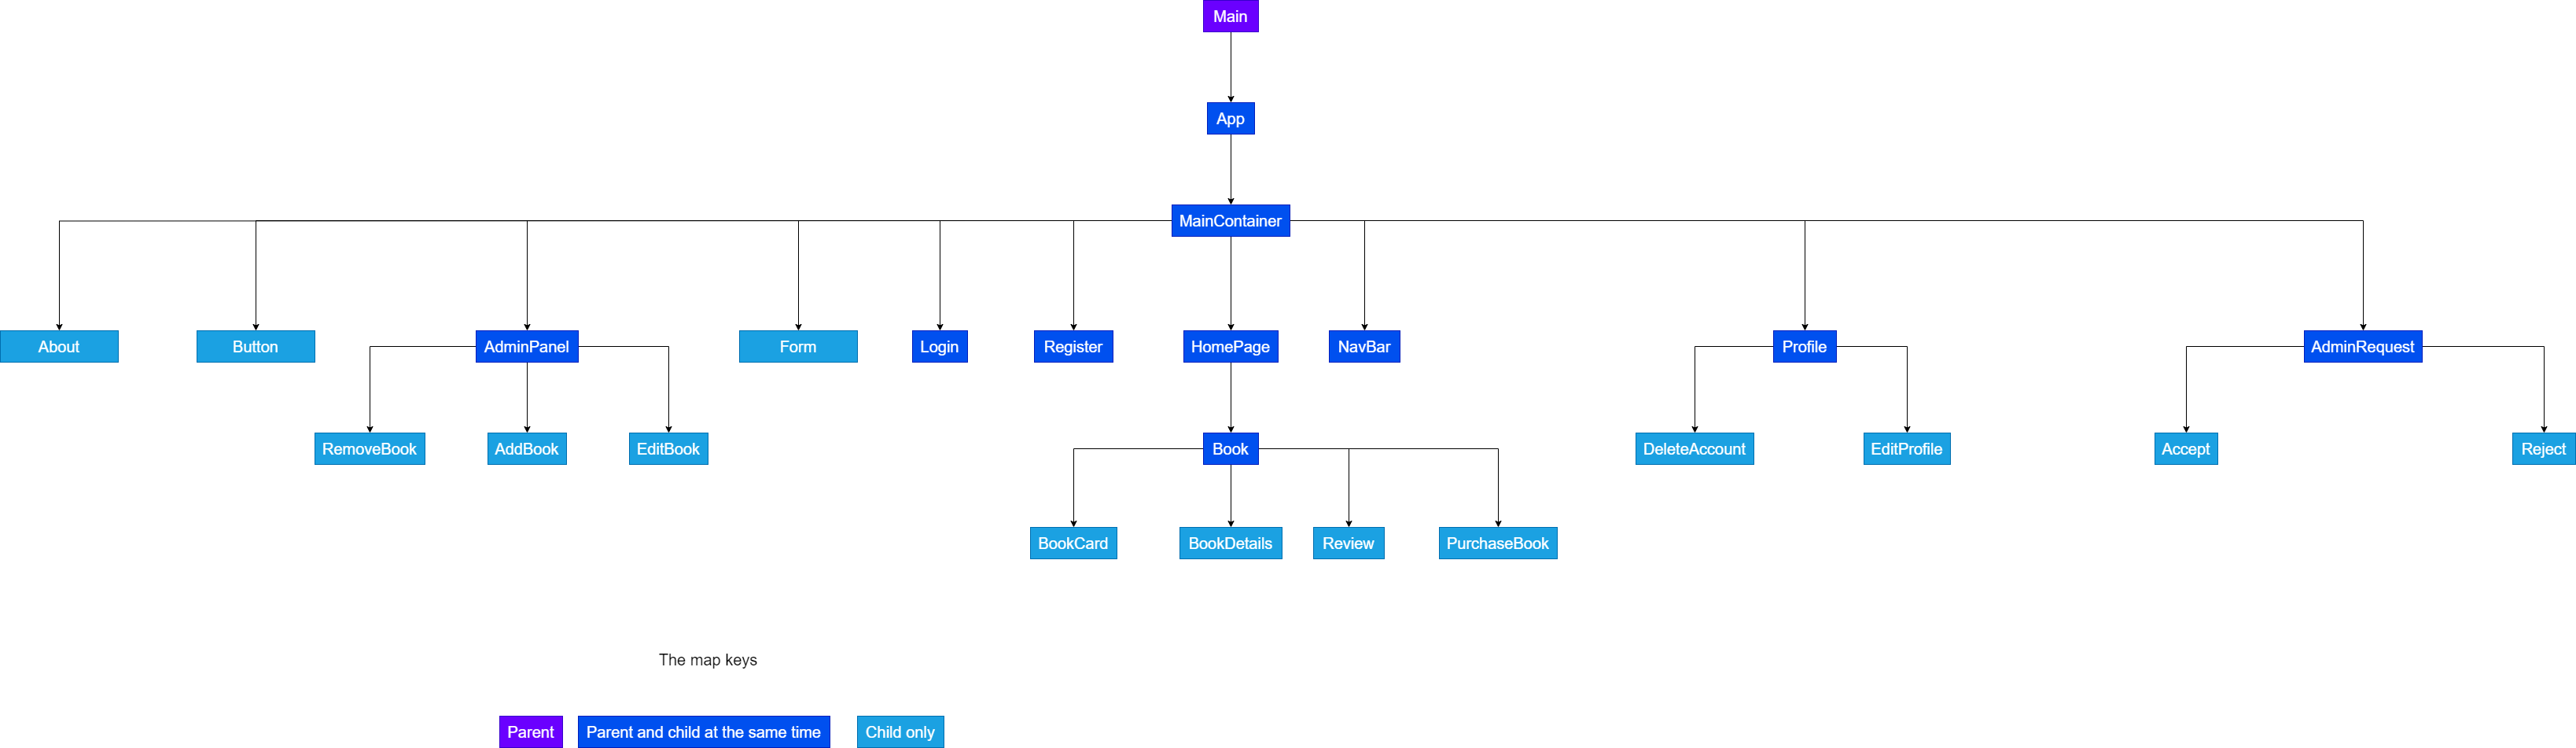 Main
App
MainContainer
About
Button
AdminPanel
Form
Login
Register
HomePage
NavBar
Profile
AdminRequest
RemoveBook
AddBook
EditBook
Book
DeleteAccount
EditProfile
Accept
Reject
BookCard
BookDetails
Review
PurchaseBook
The map keys
Parent
Parent and child at the same time
Child only